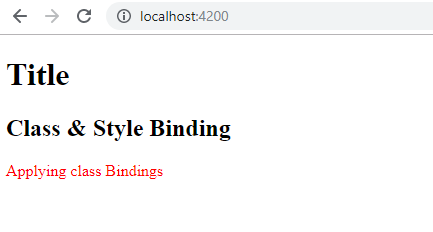 localhost:4200
Title
Class & Style Binding
Applying class Bindings